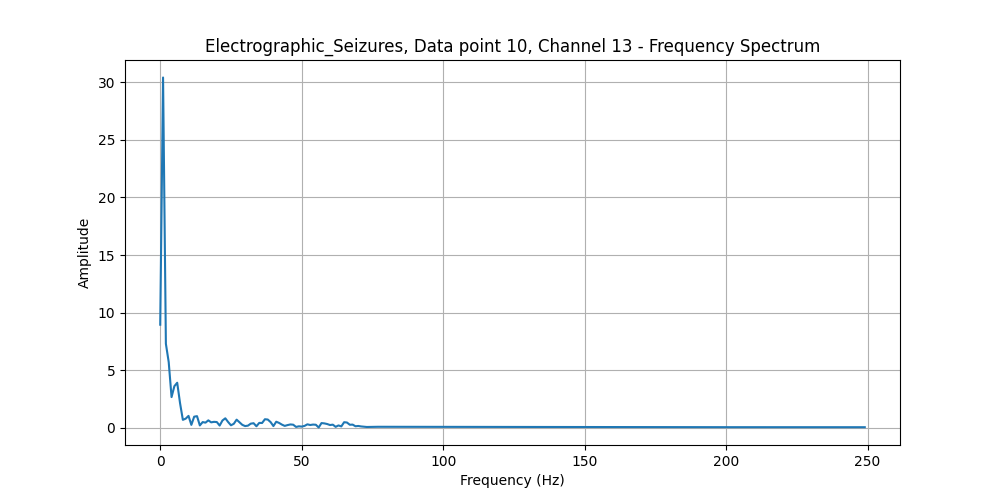 Electrographic_Seizures, Data point 10, Channel 13 - Frequency Spectrum
30
25
20
15
10
5
0
Amplitude
0 50 100 150 200 250
Frequency (Hz)